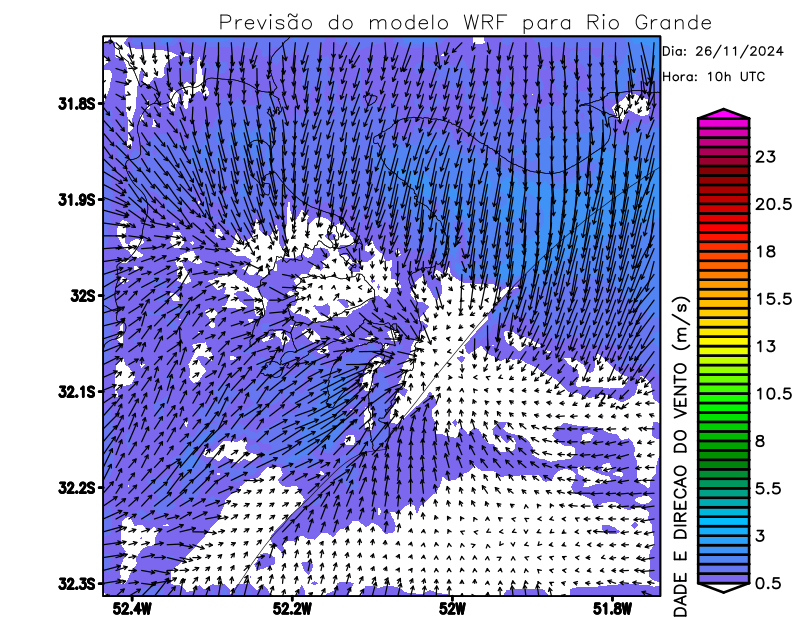 Previsão do modelo WRF para Rio Grande
Dia: 26/11/2024
Hora: 10h UTC
31.8S
31.9S
32S
32.1S
32.2S
32.3S
52.4W
52.2W
52W
51.8W
23
20.5
18
15.5
13
10.5
8
5.5
3
0.5
DADE E DIRECAO DO VENTO (m/s)